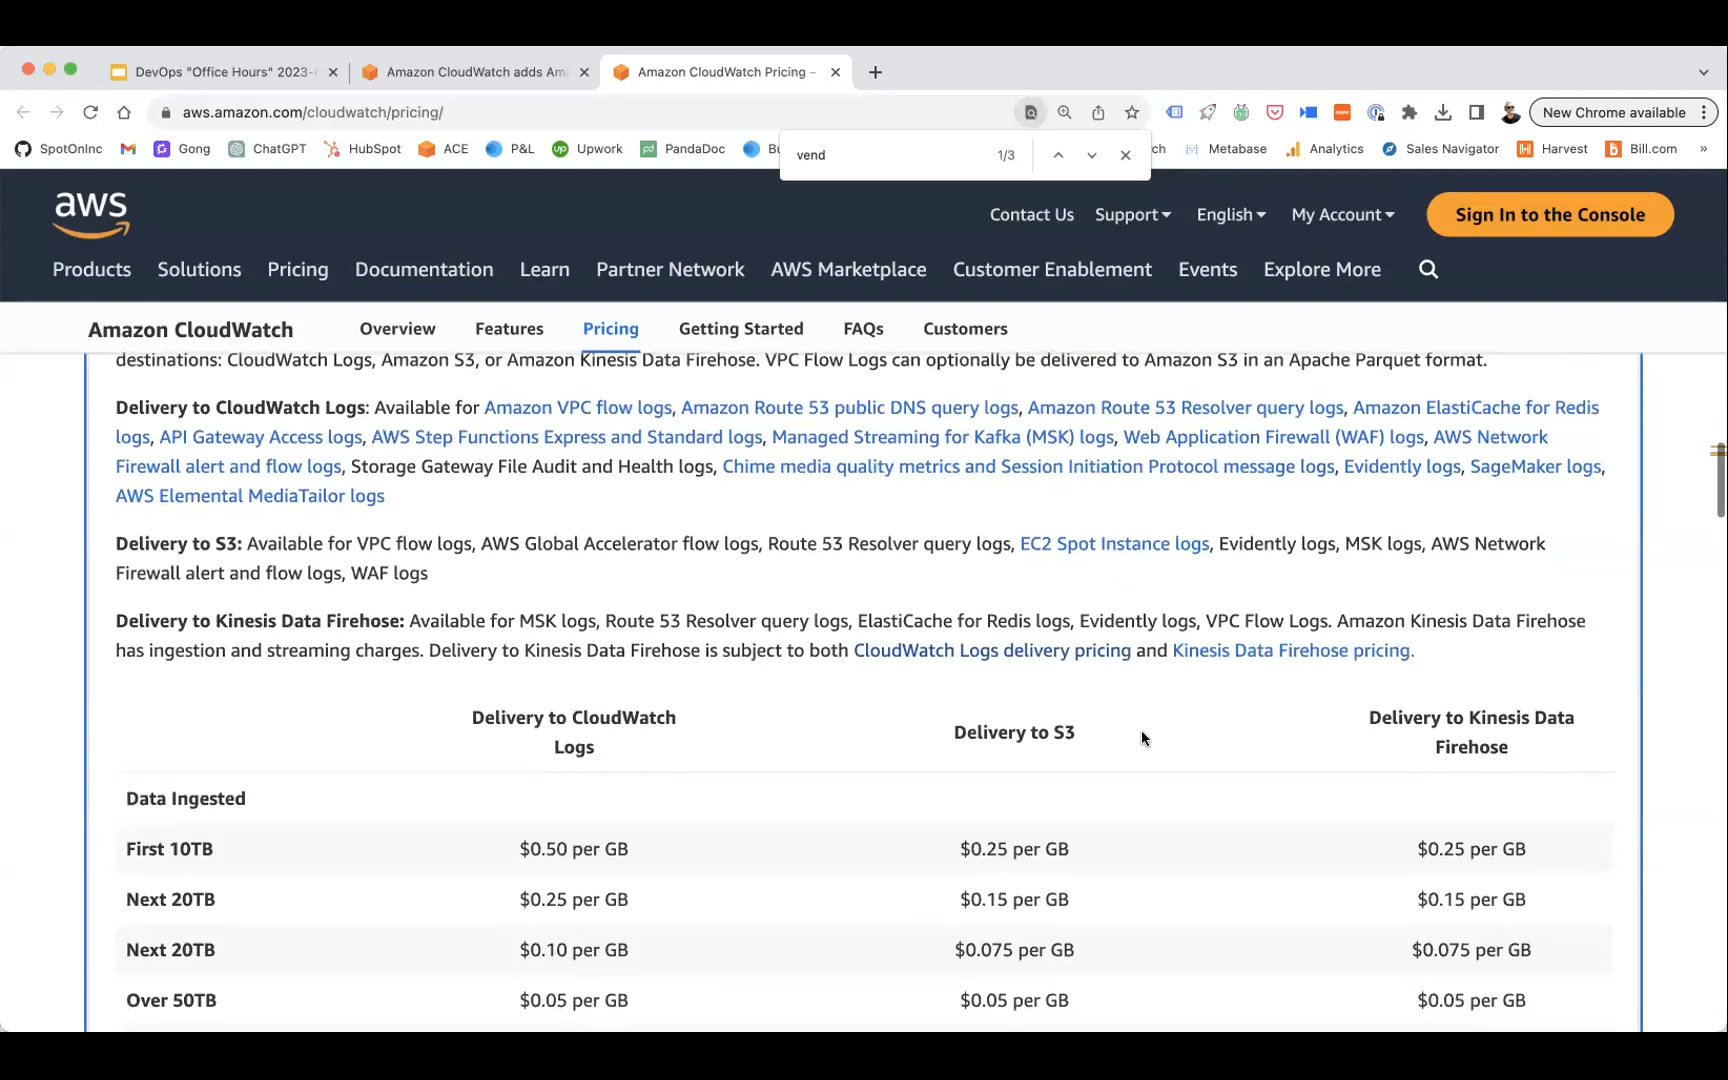 DevOps "Office Hours" 2023-
Amazon CloudWatch adds Am
Amazon CloudWatch Pricing –
aws.amazon.com/cloudwatch/pricing/
New Chrome available
SpotOnInc
Gong
ChatGPT
HubSpot
ACE
P&L
Upwork
PandaDoc
Bu
vend
1/3
ch
Metabase
Analytics
Sales Navigator
Harvest
Bill.com
»
aws
Contact Us
Support
English
My Account
Sign In to the Console
Products
Solutions
Pricing
Documentation
Learn
Partner Network
AWS Marketplace
Customer Enablement
Events
Explore More
Amazon CloudWatch
Overview
Features
Pricing
Getting Started
FAQs
Customers
destinations: CloudWatch Logs, Amazon S3, or Amazon Kinesis Data Firehose. VPC Flow Logs can optionally be delivered to Amazon S3 in an Apache Parquet format.
Delivery to CloudWatch Logs: Available for Amazon VPC flow logs, Amazon Route 53 public DNS query logs, Amazon Route 53 Resolver query logs, Amazon ElastiCache for Redis
logs, API Gateway Access logs, AWS Step Functions Express and Standard logs, Managed Streaming for Kafka (MSK) logs, Web Application Firewall (WAF) logs, AWS Network
Firewall alert and flow logs, Storage Gateway File Audit and Health logs, Chime media quality metrics and Session Initiation Protocol message logs, Evidently logs, SageMaker logs,
AWS Elemental MediaTailor logs
Delivery to S3: Available for VPC flow logs, AWS Global Accelerator flow logs, Route 53 Resolver query logs, EC2 Spot Instance logs, Evidently logs, MSK logs, AWS Network
Firewall alert and flow logs, WAF logs
Delivery to Kinesis Data Firehose: Available for MSK logs, Route 53 Resolver query logs, ElastiCache for Redis logs, Evidently logs, VPC Flow Logs. Amazon Kinesis Data Firehose
has ingestion and streaming charges. Delivery to Kinesis Data Firehose is subject to both CloudWatch Logs delivery pricing and Kinesis Data Firehose pricing.
Delivery to CloudWatch
Logs
Delivery to S3
Delivery to Kinesis Data
Firehose
Data Ingested
First 10TB $0.50 per GB $0.25 per GB $0.25 per GB
Next 20TB $0.25 per GB $0.15 per GB $0.15 per GB
Next 20TB $0.10 per GB $0.075 per GB $0.075 per GB
Over 50TB $0.05 per GB $0.05 per GB $0.05 per GB